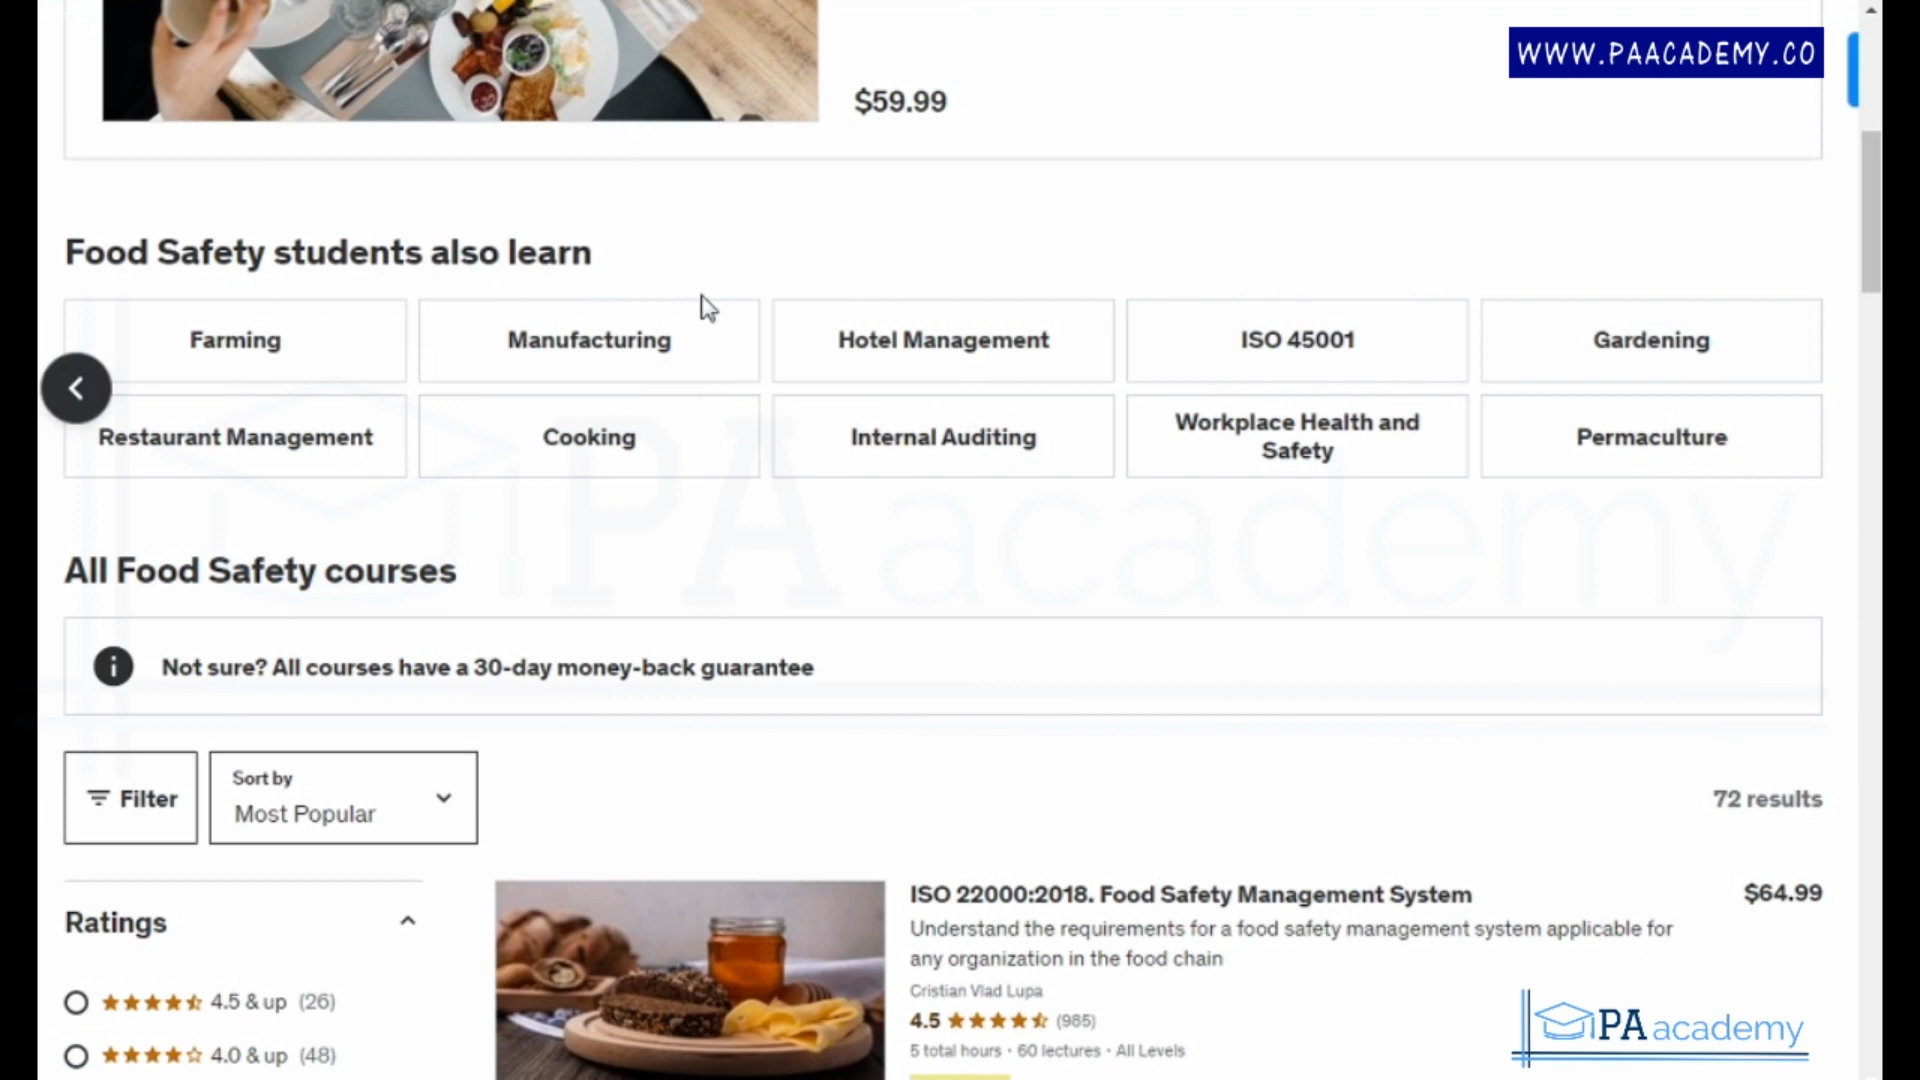 WWW.PAACADEMY.CO
$59.99
Food Safety students also learn
Farming
Manufacturing
Hotel Management
ISO 45001
Gardening
Restaurant Management
Cooking
Internal Auditing
Workplace Health and
Safety
Permaculture
PA academy
All Food Safety courses
Not sure? All courses have a 30-day money-back guarantee
Filter
Sort by
Most Popular
72 results
Ratings
4.5 & up (26)
4.0 & up (48)
ISO 22000:2018. Food Safety Management System
$64.99
Understand the requirements for a food safety management system applicable for
any organization in the food chain
Cristian Vlad Lupa
4.5 (985)
5 total hours • 60 lectures • All Levels
PA academy